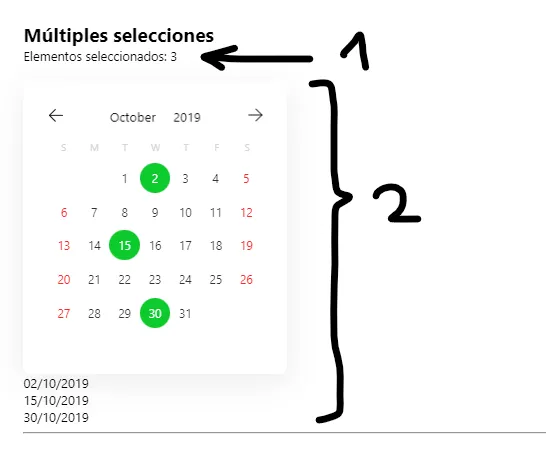 Múltiples selecciones
Elementos seleccionados: 3
1
October 2019
S M T W T F S
1 2 3 4 5
6 7 8 9 10 11 12
2
13 14 15 16 17 18 19
20 21 22 23 24 25 26
27 28 29 30 31
02/10/2019
15/10/2019
30/10/2019